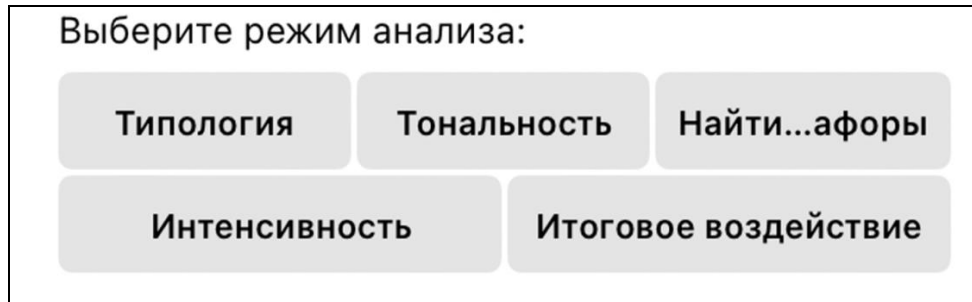 Выберите режим анализа:
Типология Тональность Найти...афоры
Интенсивность Итоговое воздействие